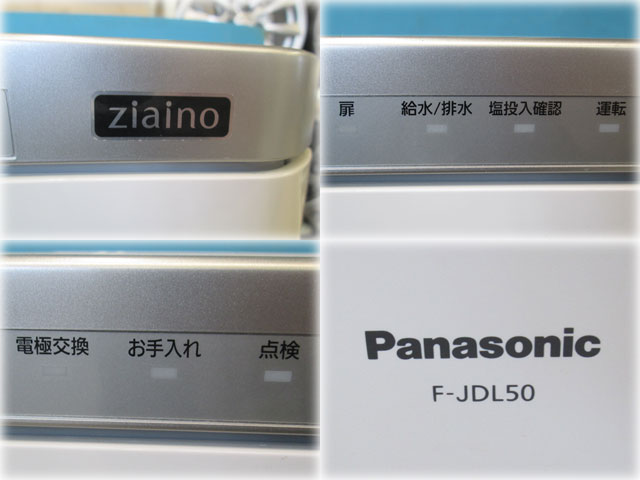 ziaino
扉 給水/排水 塩投入確認 運転
電極交換 お手入れ 点検
Panasonic
F-JDL50